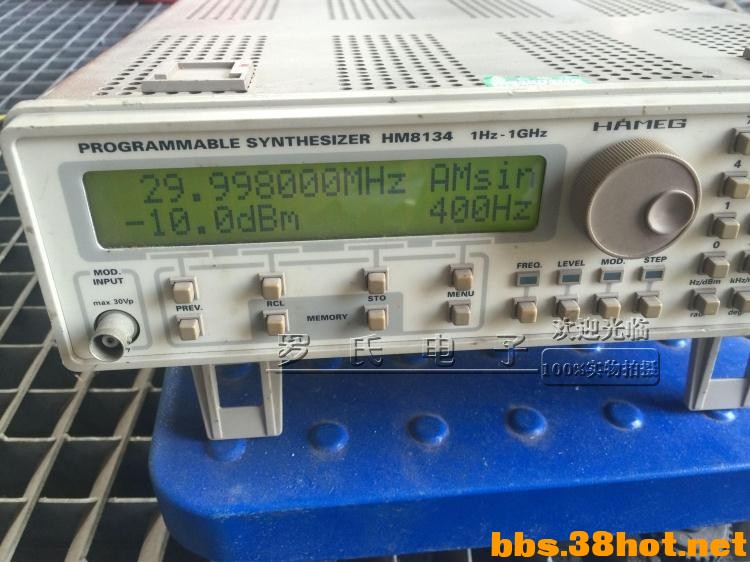 PROGRAMMABLE SYNTHESIZER HM8134 1Hz-1GHz
HAMEG
29.998000MHz AMsin
-10.0dBm 400Hz
MOD.
INPUT
max 30Vp
PREV.
RCL
MEMORY
STO
MENU
FREQ.
LEVEL
MOD.
STEP
7
4
1
0
Hz/dBm
kHz/
rad
deg
罗氏电子
欢迎光临
100%实物拍摄
bbs.38hot.net